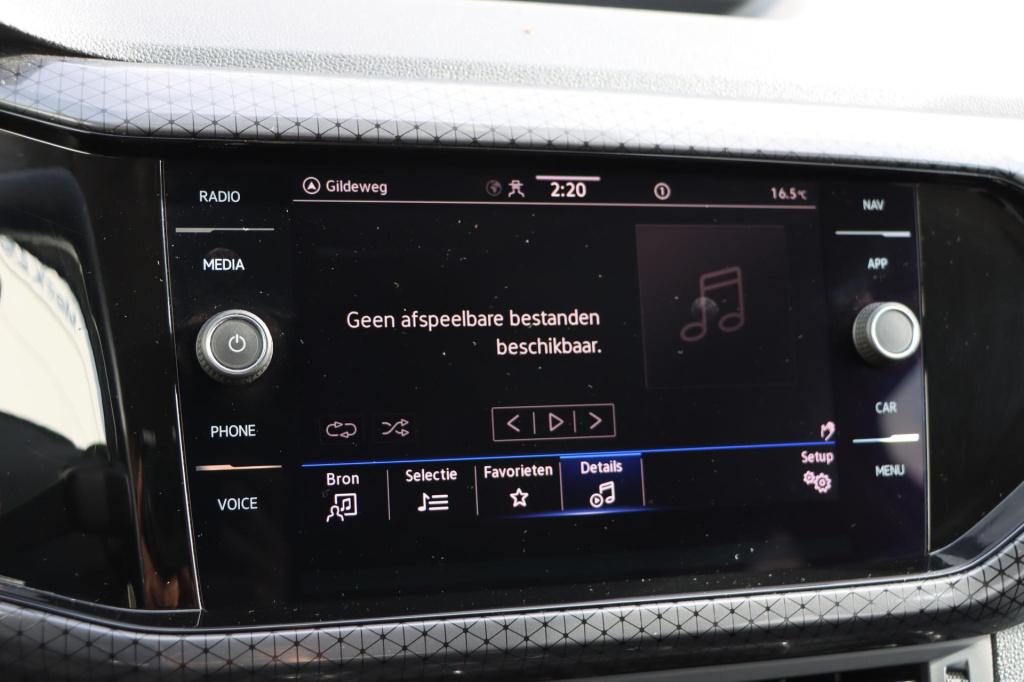 Gildeweg
2:20
1
16.5°C
RADIO
MEDIA
PHONE
VOICE
Geen afspeelbare bestanden
beschikbaar.
Bron
Selectie
Favorieten
Details
Setup
NAV
APP
CAR
MENU